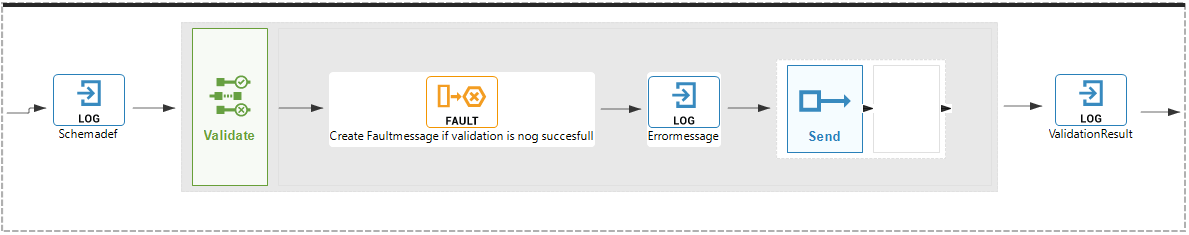 LOG
Schemadef
Validate
FAULT
Create Faultmessage if validation is nog succesfull
LOG
Errormessage
Send
LOG
ValidationResult